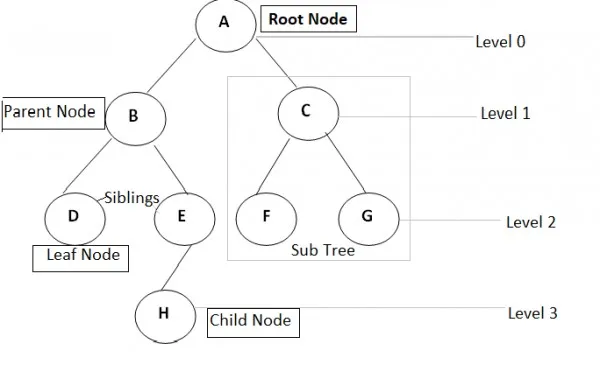 A
Root Node
Level 0
Parent Node
B
C
Level 1
Siblings
D
E
F
G
Level 2
Leaf Node
Sub Tree
H
Child Node
Level 3